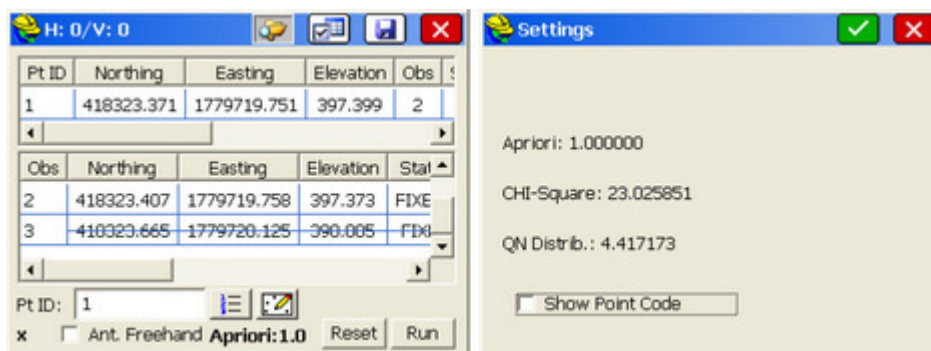 H: 0/V: 0
Pt ID Northing Easting Elevation Obs
1 418323.371 1779719.751 397.399 2
Obs Northing Easting Elevation Stat
2 418323.407 1779719.758 397.373 FIXE
3 418323.665 1779720.125 398.005 FIXE
Pt ID: 1
x Ant. Freehand Apriori:1.0 Reset Run
Settings
Apriori: 1.000000
CHI-Square: 23.025851
QN Distrib.: 4.417173
Show Point Code